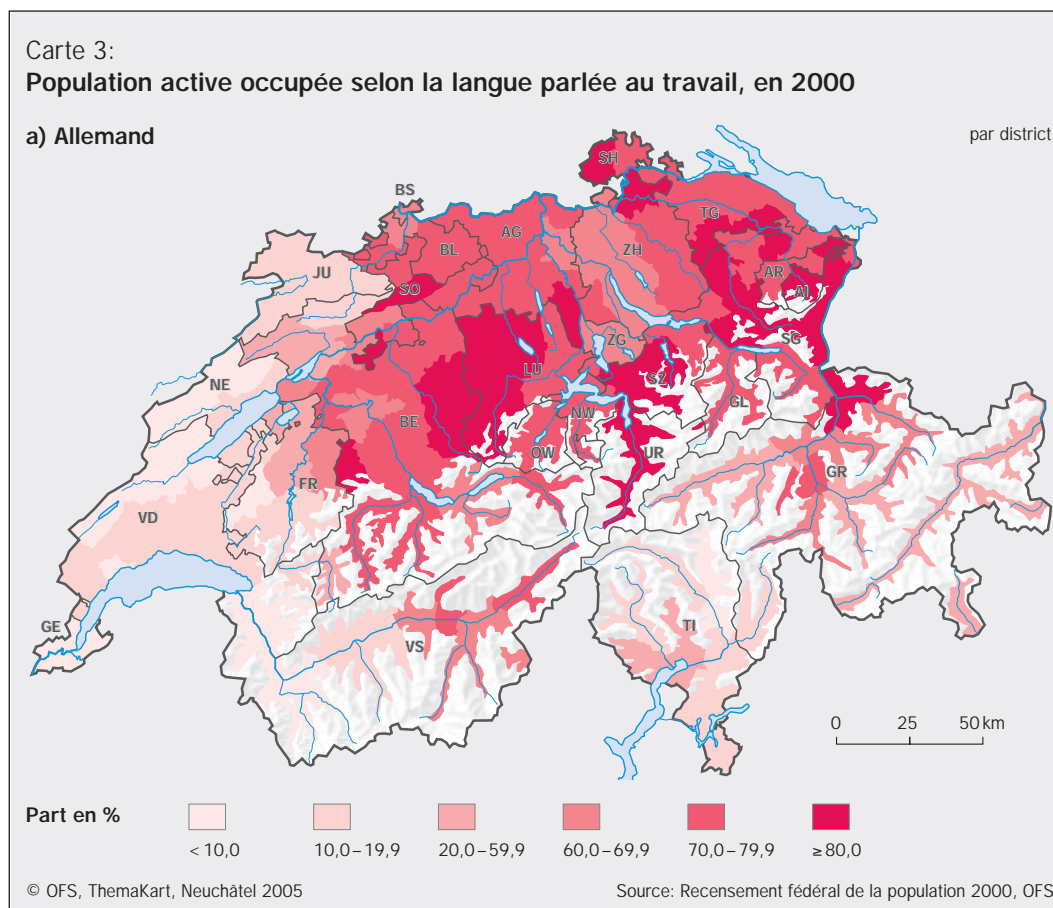 Carte 3:
Population active occupée selon la langue parlée au travail, en 2000
a) Allemand
par district
SH
BS
TG
BL
AG
ZH
JU
AR
SO
AI
SG
ZG
NE
LU
SZ
GL
NW
BE
OW
UR
GR
FR
VD
TI
GE
VS
0 25 50 km
Part en %
< 10,0 10,0–19,9 20,0–59,9 60,0–69,9 70,0–79,9 ≥ 80,0
© OFS, ThemaKart, Neuchâtel 2005
Source: Recensement fédéral de la population 2000, OFS